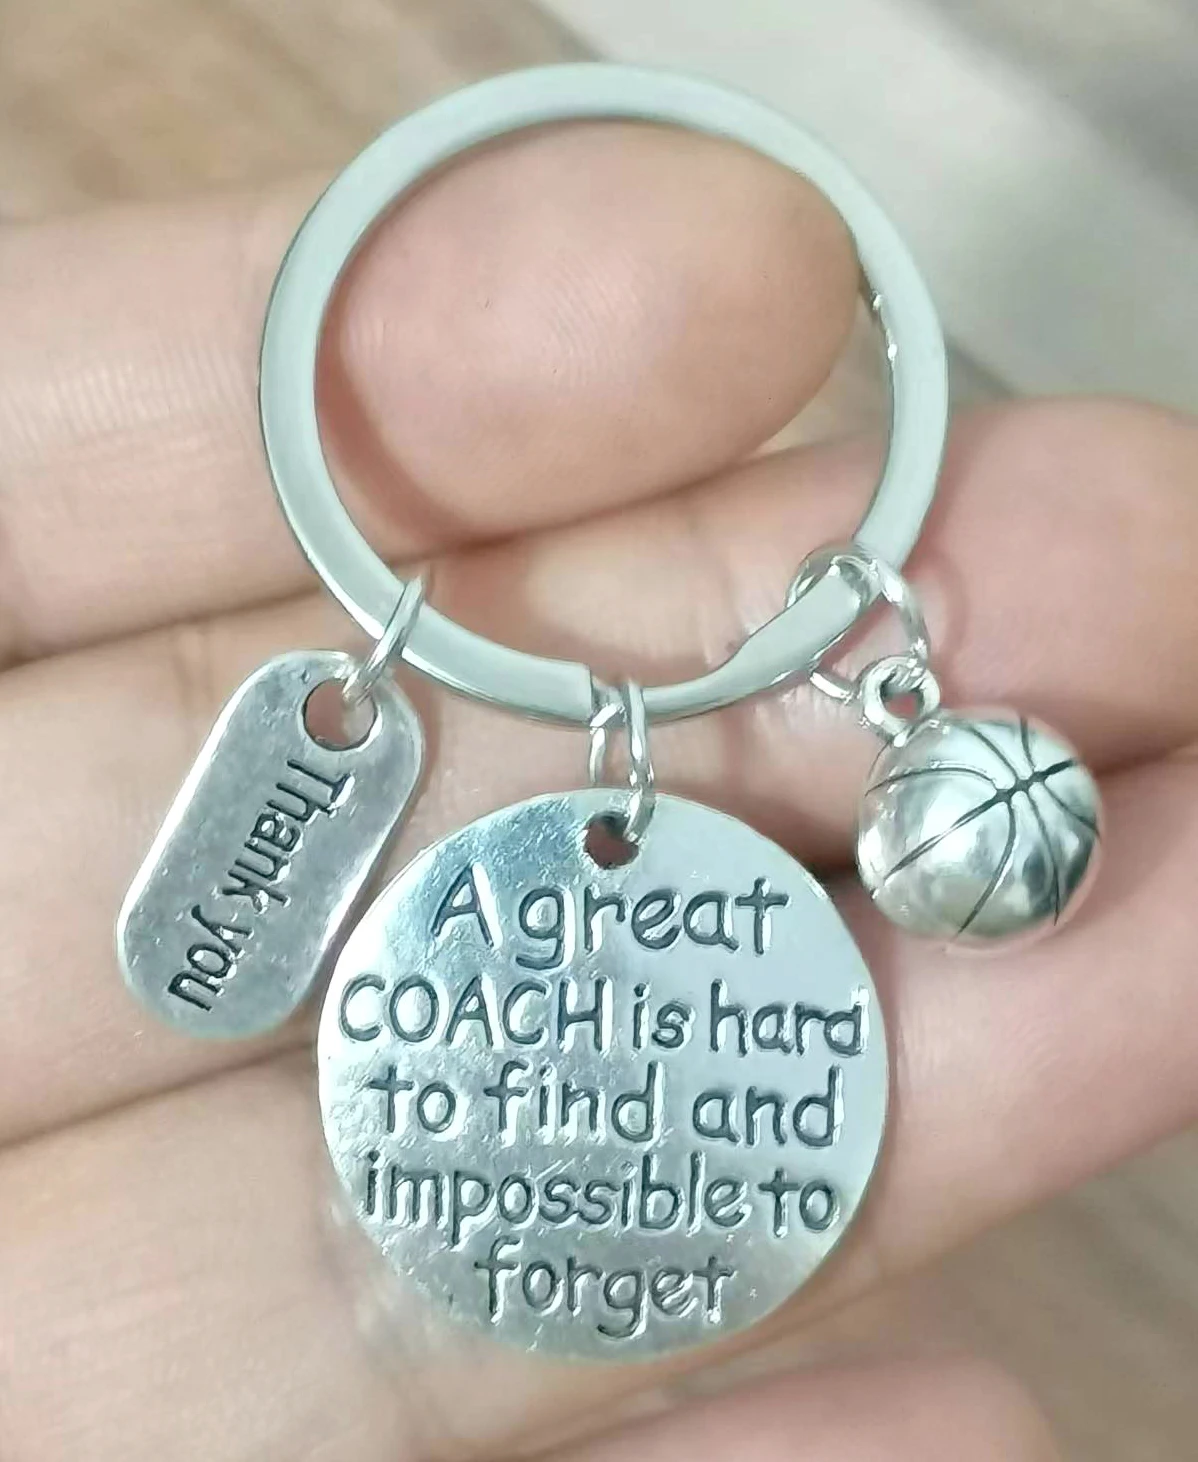 Thank you
A great
COACH is hard
to find and
impossible to
forget